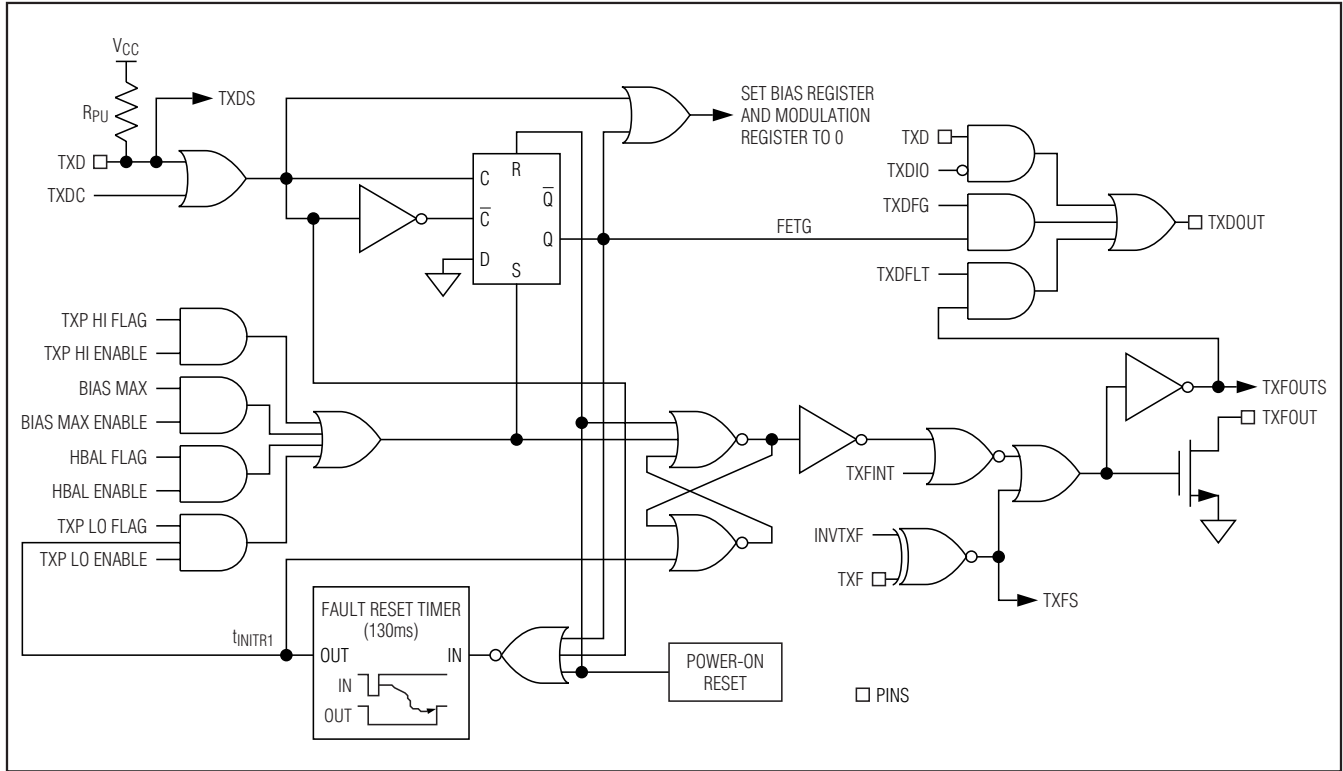 VCC
RPU
TXDS
TXD
TXDC
C
C
D
R
S
Q
Q
SET BIAS REGISTER
AND MODULATION
REGISTER TO 0
TXD
TXDIO
TXDFG
FETG
TXDFLT
TXDOUT
TXP HI FLAG
TXP HI ENABLE
BIAS MAX
BIAS MAX ENABLE
HBAL FLAG
HBAL ENABLE
TXP LO FLAG
TXP LO ENABLE
TXFOUTS
TXFOUT
TXFINT
INVTXF
TXF
TXFS
tINITR1
FAULT RESET TIMER
(130ms)
OUT
IN
IN
OUT
POWER-ON
RESET
PINS